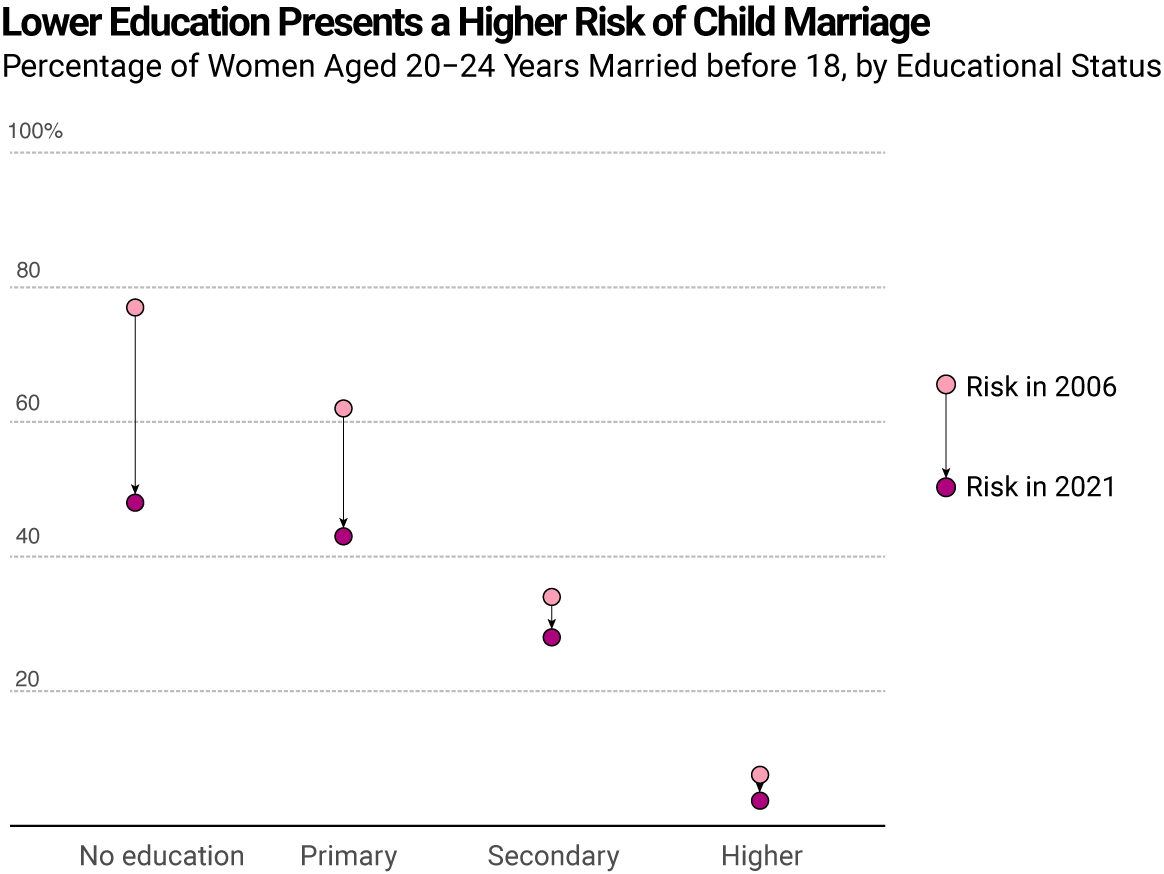 Lower Education Presents a Higher Risk of Child Marriage
Percentage of Women Aged 20–24 Years Married before 18, by Educational Status
100%
80
60
40
20
Risk in 2006
Risk in 2021
No education
Primary
Secondary
Higher